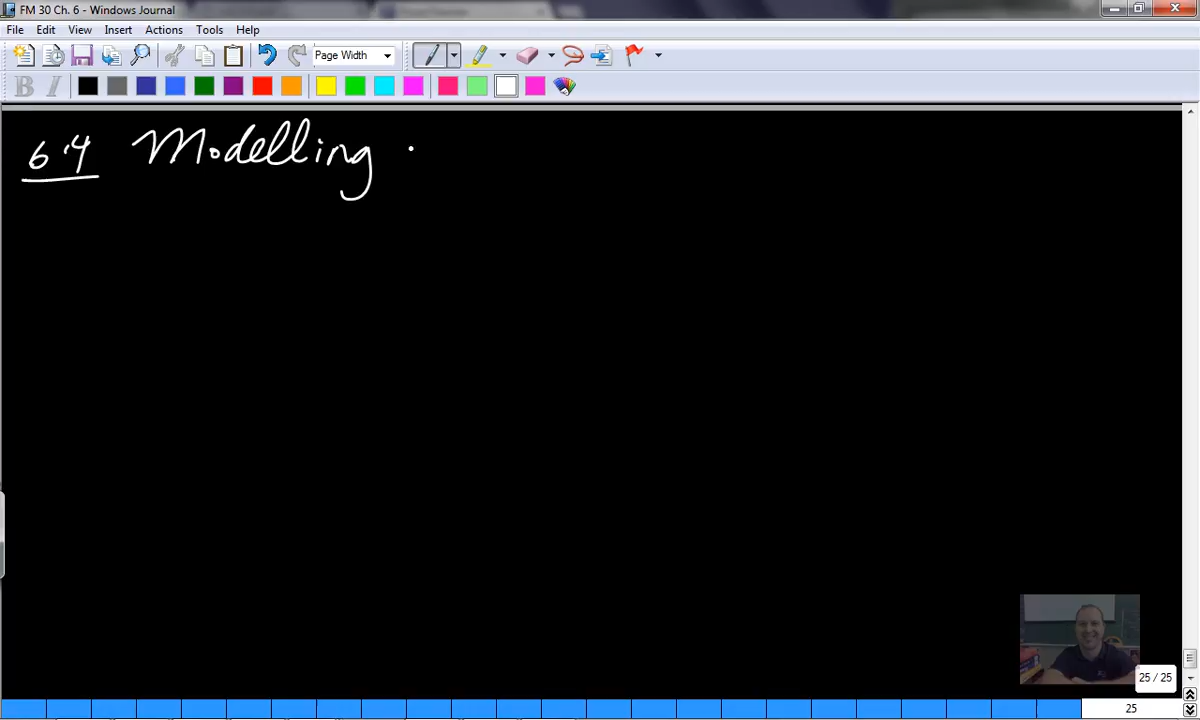 FM 30 Ch. 6 - Windows Journal
File Edit View Insert Actions Tools Help
Page Width
B I
6.4 Modelling
25 / 25
25